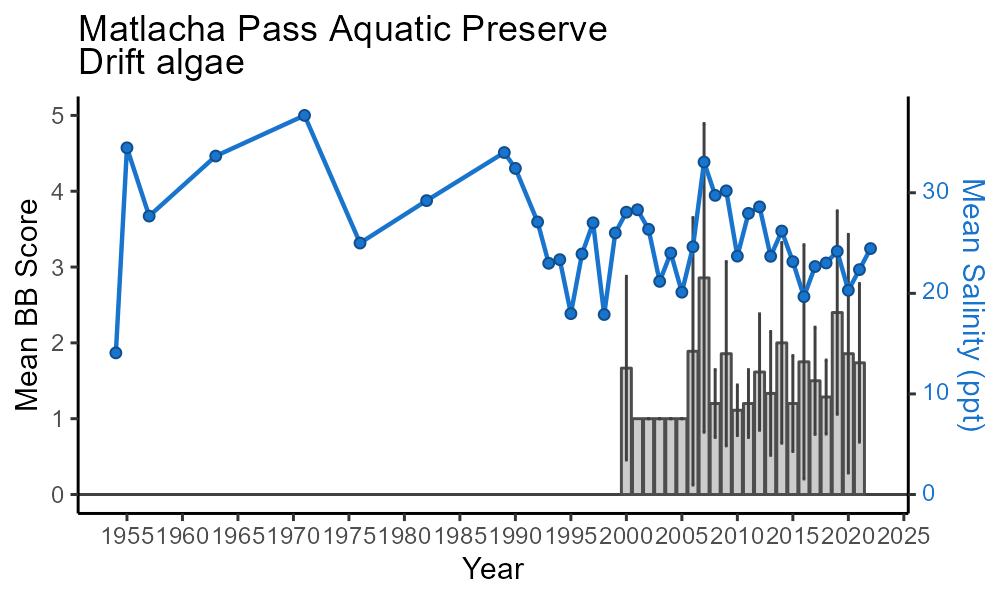 Matlacha Pass Aquatic Preserve
Drift algae
Mean BB Score
5
4
3
2
1
0
30
20
10
0
Mean Salinity (ppt)
1955 1960 1965 1970 1975 1980 1985 1990 1995 2000 2005 2010 2015 2020 2025
Year